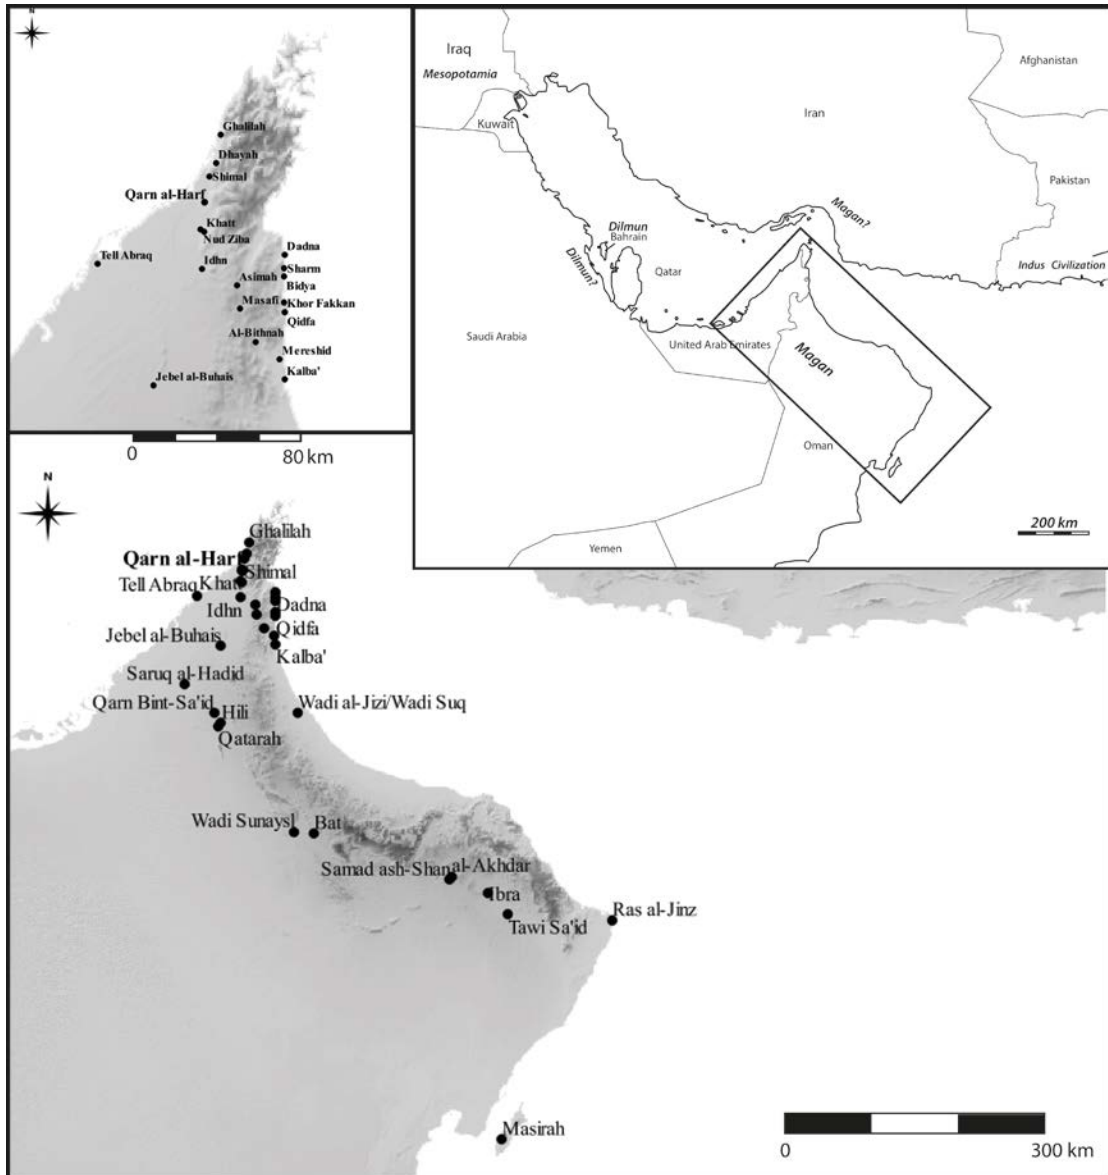 N
Ghalilah
Dhayah
Shimal
Qarn al-Harf
Khatt
Nud Ziba
Tell Abraq
Idhn
Dadna
Sharm
Asimah
Bidya
Masafi
Khor Fakkan
Qidfa
Al-Bithnah
Mereshid
Jebel al-Buhais
Kalba'
0 80 km
Iraq
Mesopotamia
Kuwait
Iran
Afghanistan
Pakistan
Magan?
Dilmun
Bahrain
Dilmun?
Qatar
Indus Civilization
Saudi Arabia
United Arab Emirates
Magan
Oman
Yemen
200 km
N
Ghalilah
Qarn al-Harf
Shimal
Tell Abraq
Khatt
Idhn
Dadna
Qidfa
Jebel al-Buhais
Kalba'
Saruq al-Hadid
Qarn Bint-Sa'id
Hili
Wadi al-Jizi/Wadi Suq
Qatarah
Wadi Sunaysl
Bat
Samad ash-Shan
al-Akhdar
Ibra
Tawi Sa'id
Ras al-Jinz
Masirah
0 300 km